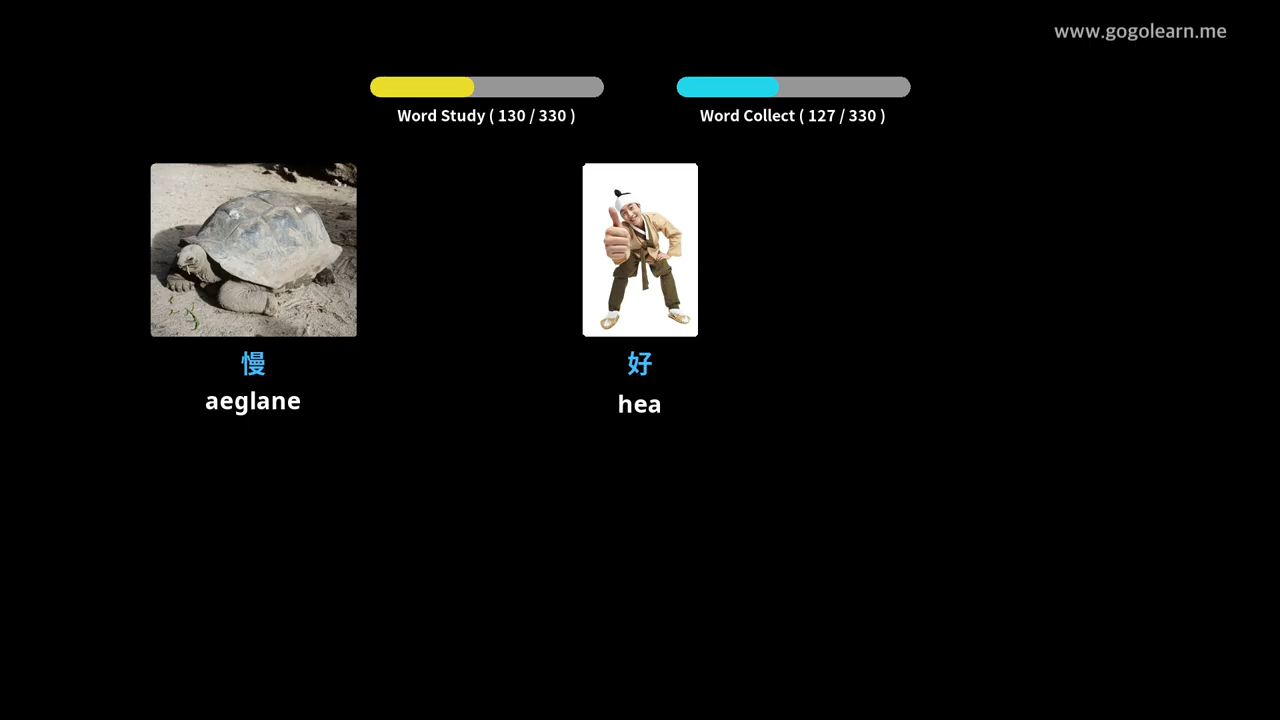 www.gogolearn.me
Word Study ( 130 / 330 )
Word Collect ( 127 / 330 )
慢
aeglane
好
hea